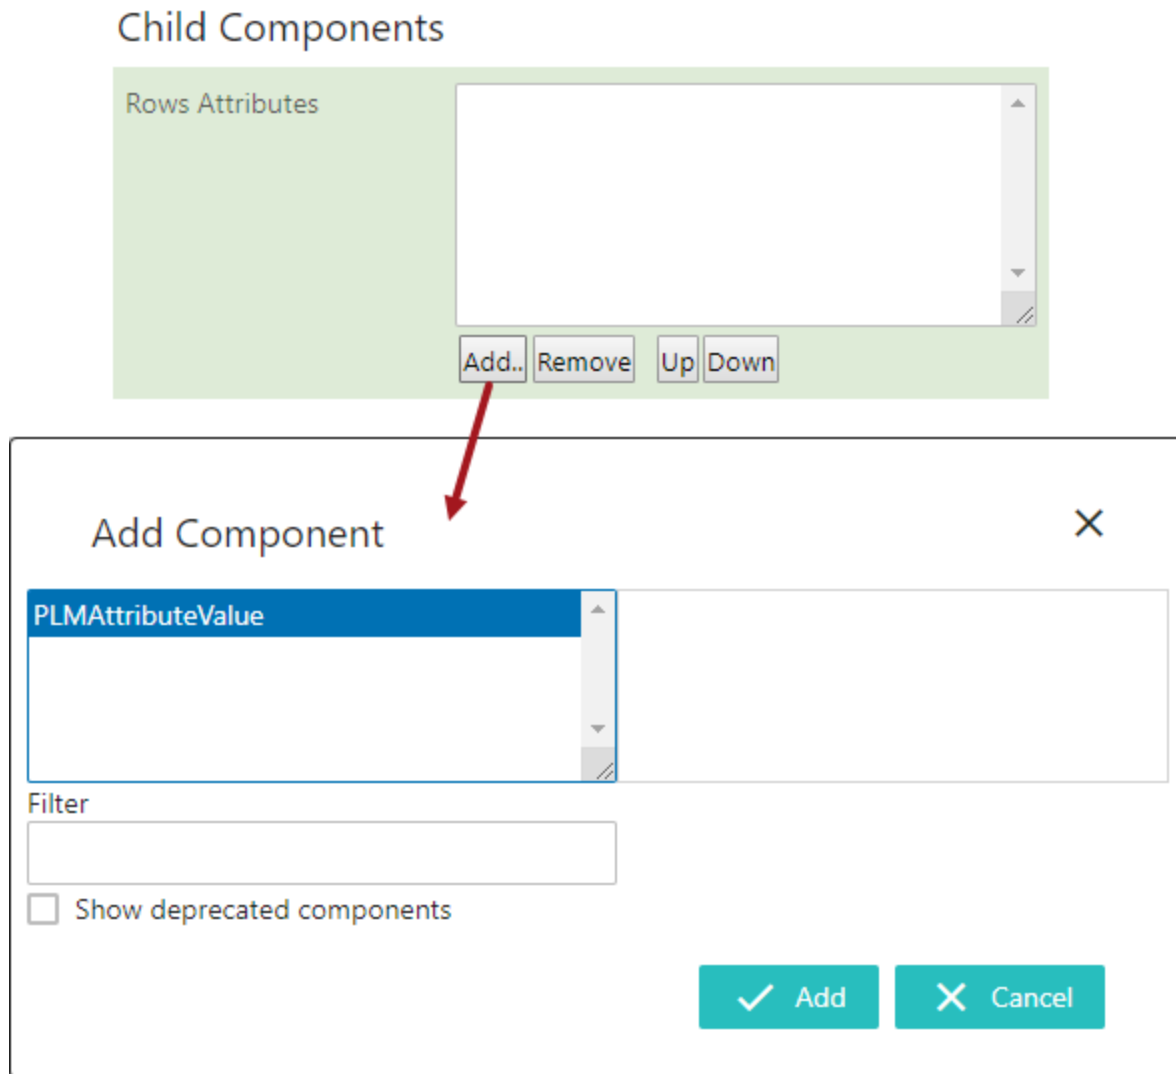 Child Components
Rows Attributes
Add.. Remove Up Down
Add Component
PLMAttributeValue
Filter
Show deprecated components
Add Cancel